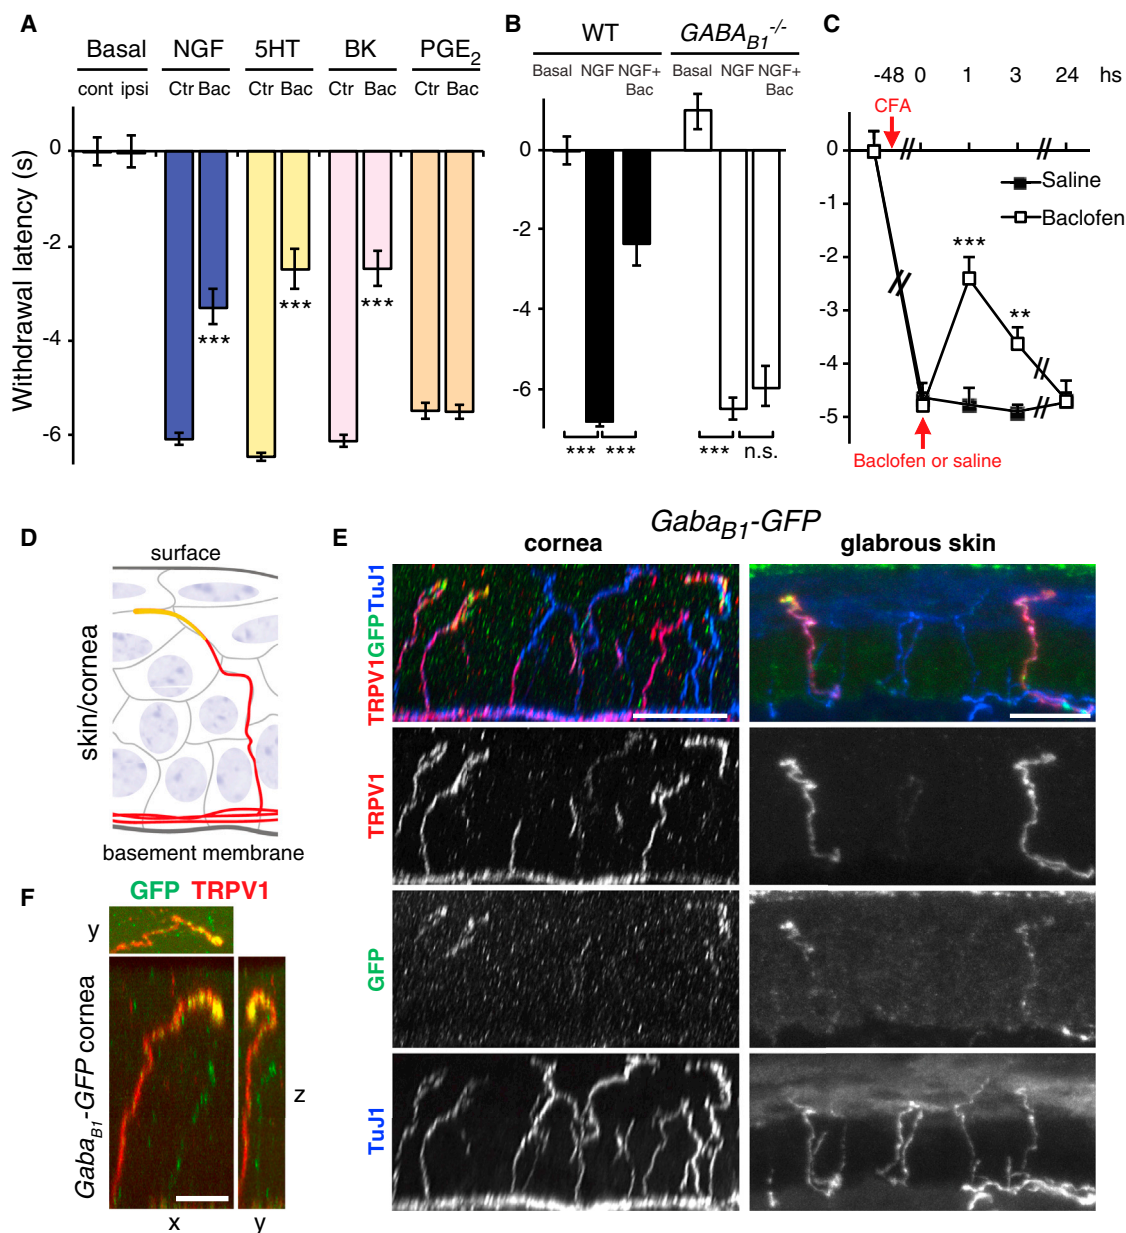 A
Basal NGF 5HT BK PGE2
cont ipsi Ctr Bac Ctr Bac Ctr Bac Ctr Bac
Withdrawal latency (s)
0
-2
-4
-6
*** *** ***
B
WT GABAB1-/-
Basal NGF NGF+ Bac Basal NGF NGF+ Bac
0
-2
-4
-6
*** *** *** n.s.
C
-48 0 1 3 24 hs
CFA
0
-1
-2
-3
-4
-5
Saline
Baclofen
***
**
Baclofen or saline
D
surface
skin/cornea
basement membrane
E
GabaB1-GFP
cornea glabrous skin
TRPV1GFPTuJ1
TRPV1
GFP
TuJ1
F
GFP TRPV1
y
GabaB1-GFP cornea
z
x y